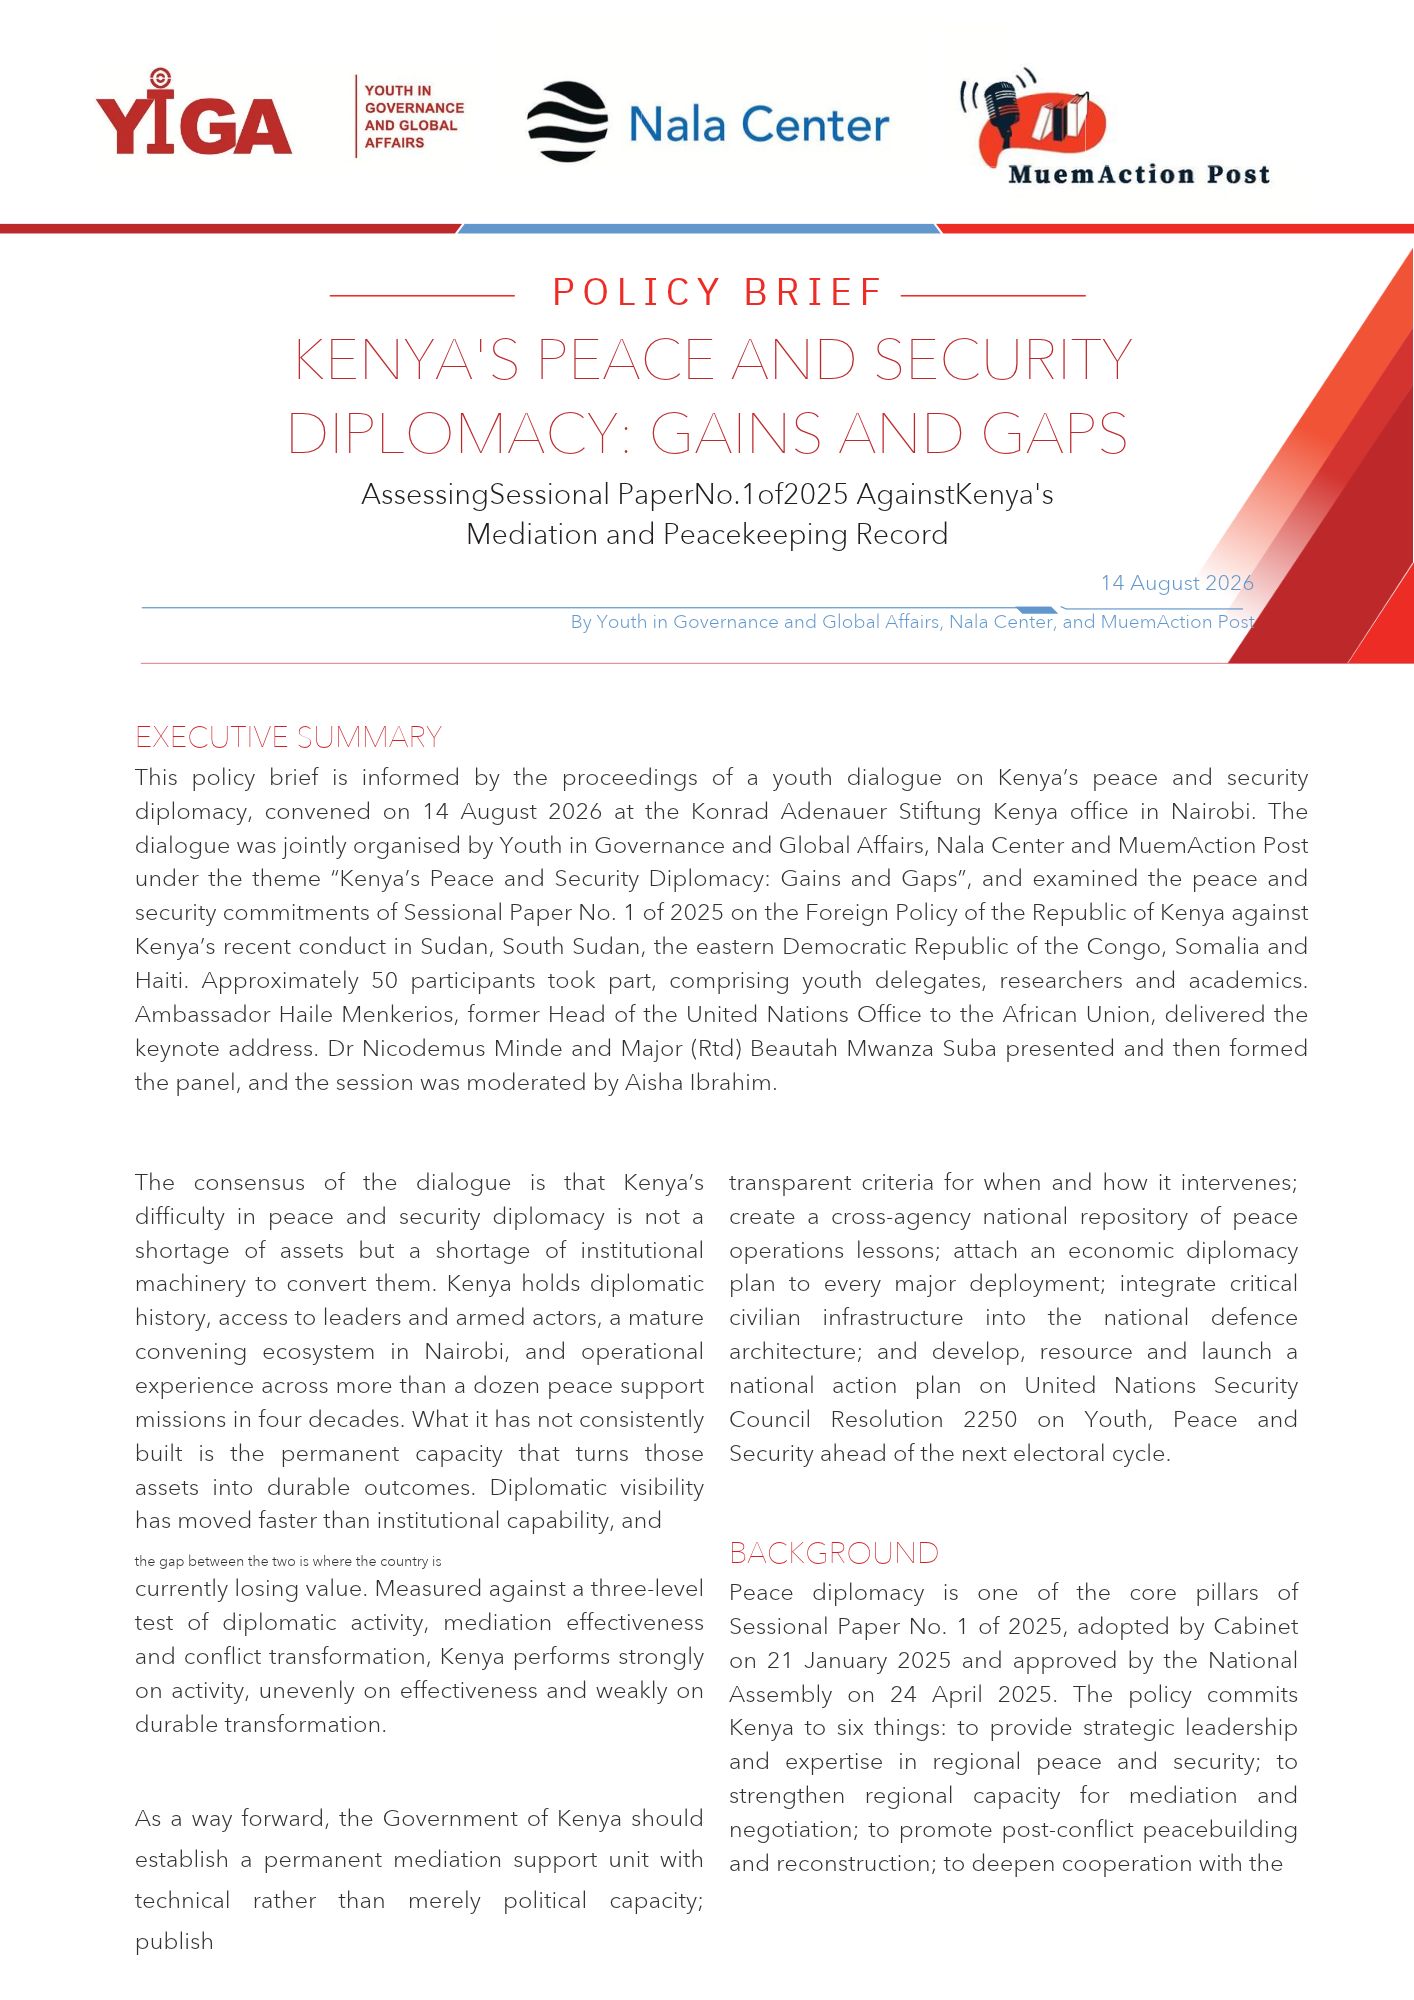 YIGA
YOUTH IN
GOVERNANCE
AND GLOBAL
AFFAIRS
Nala Center
MuemAction Post
POLICY BRIEF
KENYA'S PEACE AND SECURITY
DIPLOMACY: GAINS AND GAPS
AssessingSessional PaperNo.1of2025 AgainstKenya's
Mediation and Peacekeeping Record
14 August 2026
By Youth in Governance and Global Affairs, Nala Center, and MuemAction Post
EXECUTIVE SUMMARY
This policy brief is informed by the proceedings of a youth dialogue on Kenya’s peace and security
diplomacy, convened on 14 August 2026 at the Konrad Adenauer Stiftung Kenya office in Nairobi. The
dialogue was jointly organised by Youth in Governance and Global Affairs, Nala Center and MuemAction Post
under the theme “Kenya’s Peace and Security Diplomacy: Gains and Gaps”, and examined the peace and
security commitments of Sessional Paper No. 1 of 2025 on the Foreign Policy of the Republic of Kenya against
Kenya’s recent conduct in Sudan, South Sudan, the eastern Democratic Republic of the Congo, Somalia and
Haiti. Approximately 50 participants took part, comprising youth delegates, researchers and academics.
Ambassador Haile Menkerios, former Head of the United Nations Office to the African Union, delivered the
keynote address. Dr Nicodemus Minde and Major (Rtd) Beautah Mwanza Suba presented and then formed
the panel, and the session was moderated by Aisha Ibrahim.
The consensus of the dialogue is that Kenya’s
difficulty in peace and security diplomacy is not a
shortage of assets but a shortage of institutional
machinery to convert them. Kenya holds diplomatic
history, access to leaders and armed actors, a mature
convening ecosystem in Nairobi, and operational
experience across more than a dozen peace support
missions in four decades. What it has not consistently
built is the permanent capacity that turns those
assets into durable outcomes. Diplomatic visibility
has moved faster than institutional capability, and
the gap between the two is where the country is
currently losing value. Measured against a three-level
test of diplomatic activity, mediation effectiveness
and conflict transformation, Kenya performs strongly
on activity, unevenly on effectiveness and weakly on
durable transformation.
As a way forward, the Government of Kenya should
establish a permanent mediation support unit with
technical rather than merely political capacity;
publish
transparent criteria for when and how it intervenes;
create a cross-agency national repository of peace
operations lessons; attach an economic diplomacy
plan to every major deployment; integrate critical
civilian infrastructure into the national defence
architecture; and develop, resource and launch a
national action plan on United Nations Security
Council Resolution 2250 on Youth, Peace and
Security ahead of the next electoral cycle.
BACKGROUND
Peace diplomacy is one of the core pillars of
Sessional Paper No. 1 of 2025, adopted by Cabinet
on 21 January 2025 and approved by the National
Assembly on 24 April 2025. The policy commits
Kenya to six things: to provide strategic leadership
and expertise in regional peace and security; to
strengthen regional capacity for mediation and
negotiation; to promote post-conflict peacebuilding
and reconstruction; to deepen cooperation with the